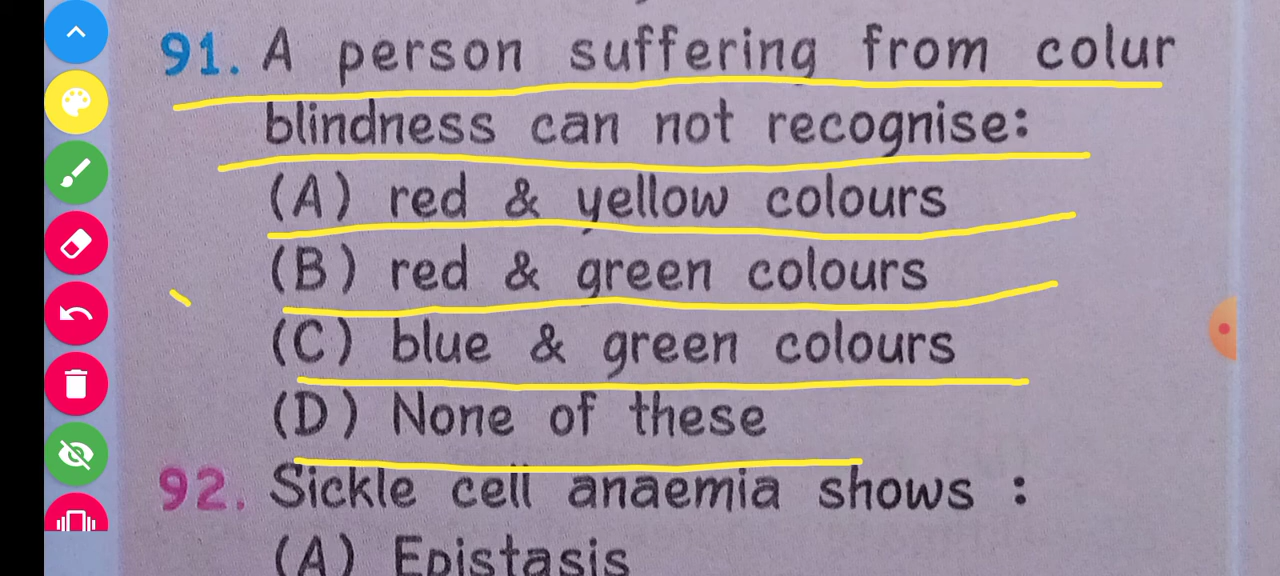 91. A person suffering from colur
blindness can not recognise:
(A) red & yellow colours
(B) red & green colours
(C) blue & green colours
(D) None of these
92. Sickle cell anaemia shows :
(A) Epistasis